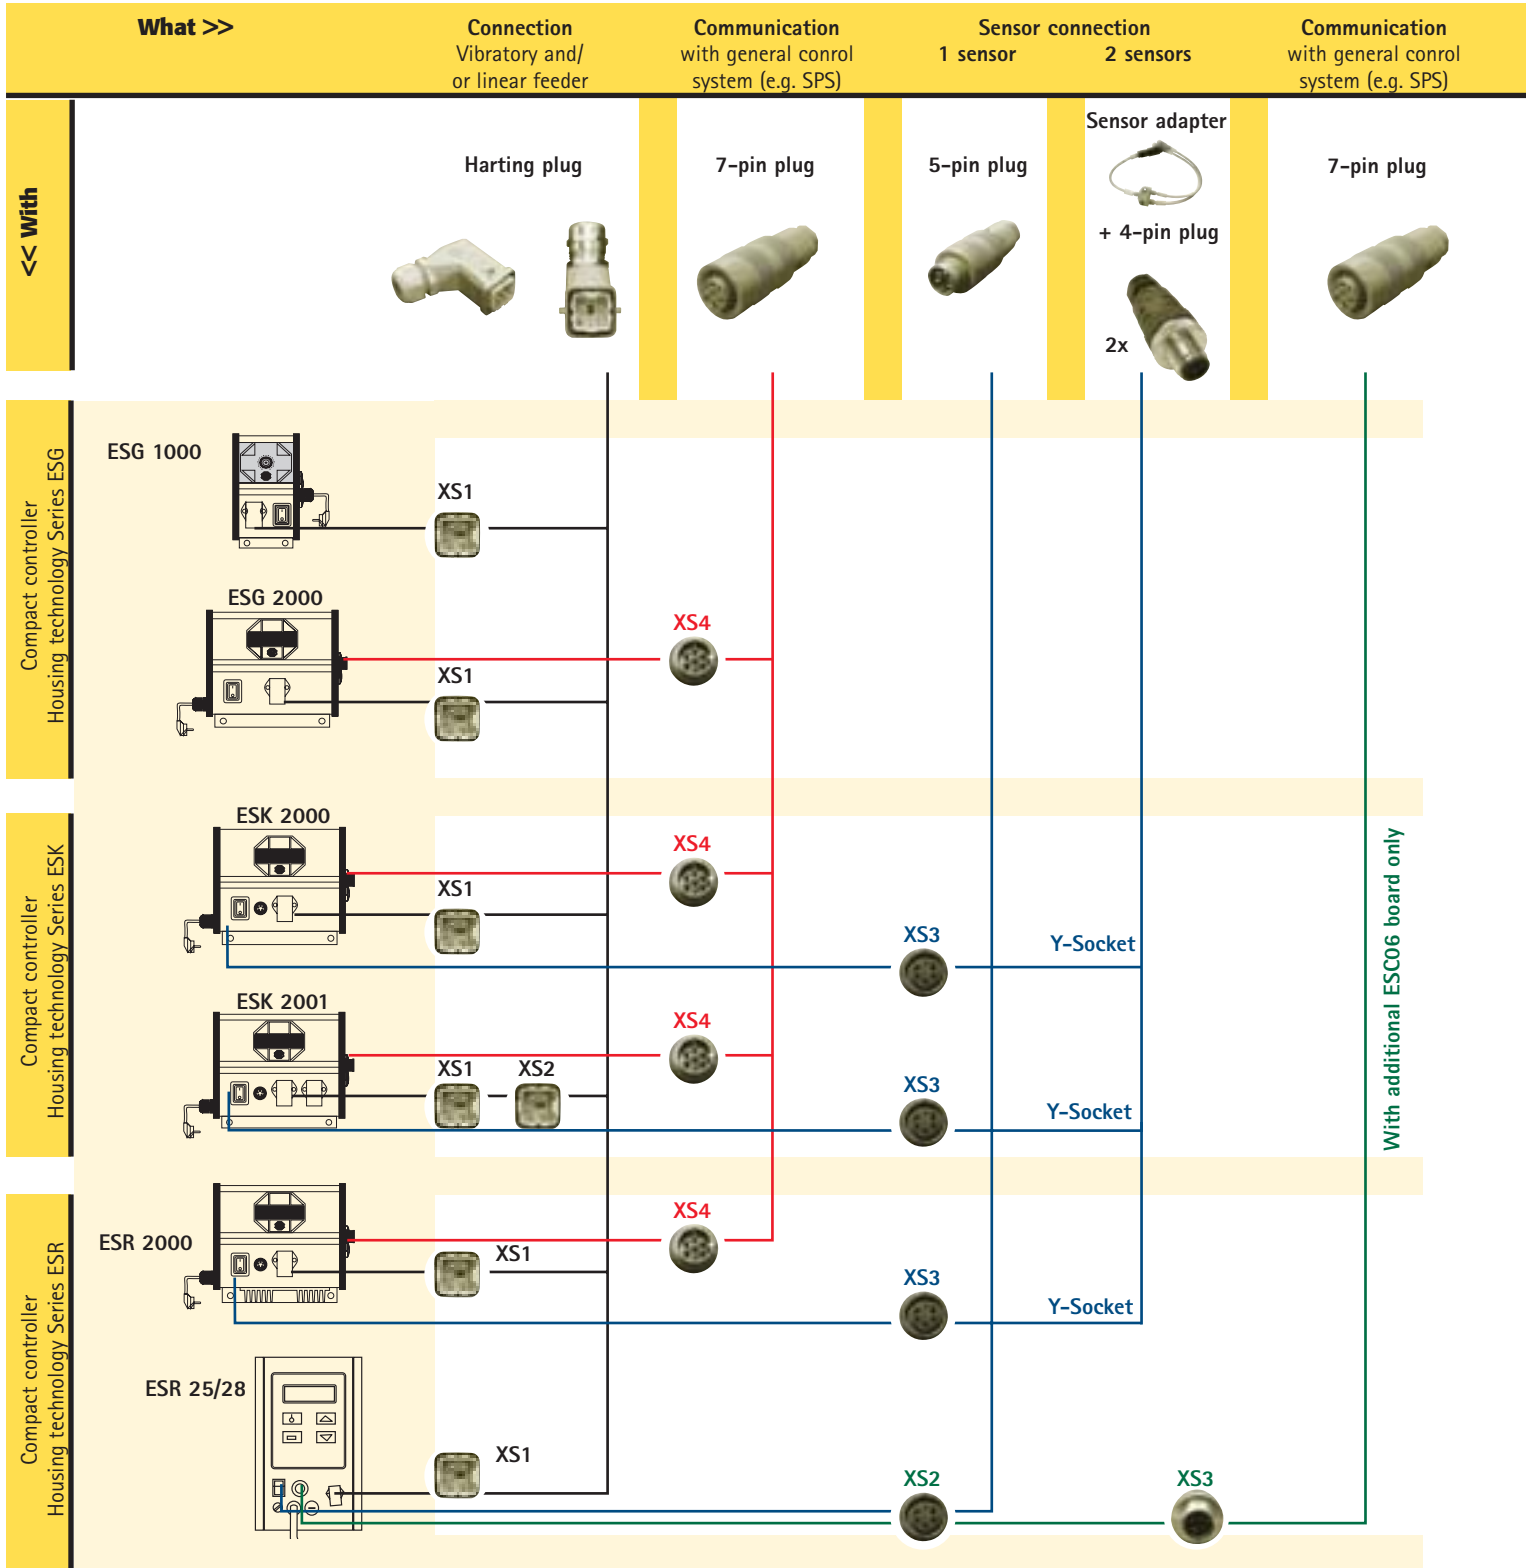 What >>
Connection
Vibratory and/
or linear feeder
Communication
with general conrol
system (e.g. SPS)
Sensor connection
1 sensor
2 sensors
Communication
with general conrol
system (e.g. SPS)
<< With
Harting plug
7-pin plug
5-pin plug
Sensor adapter
+ 4-pin plug
2x
7-pin plug
Compact controller
Housing technology Series ESG
ESG 1000
XS1
ESG 2000
XS4
XS1
Compact controller
Housing technology Series ESK
ESK 2000
XS4
XS1
XS3
Y-Socket
ESK 2001
XS4
XS1
XS2
XS3
Y-Socket
With additional ESC06 board only
Compact controller
Housing technology Series ESR
ESR 2000
XS4
XS1
XS3
Y-Socket
ESR 25/28
XS1
XS2
XS3